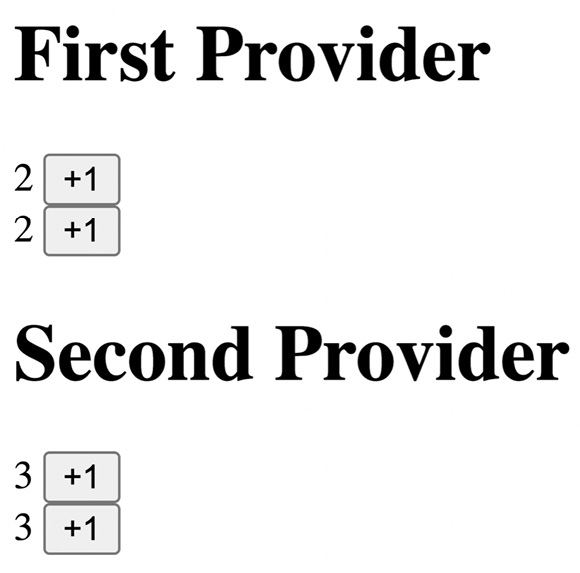 First Provider
2 +1
2 +1
Second Provider
3 +1
3 +1